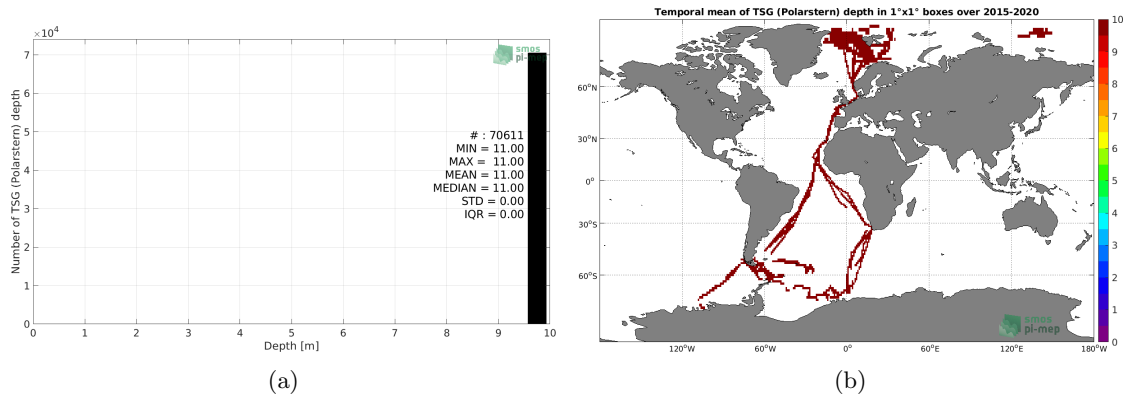 ×10⁴
7
6
5
4
3
2
1
0
Number of TSG (Polarstern) depth
smos
pi-mep
# : 70611
MIN = 11.00
MAX = 11.00
MEAN = 11.00
MEDIAN = 11.00
STD = 0.00
IQR = 0.00
0 1 2 3 4 5 6 7 8 9 10
Depth [m]
(a)
Temporal mean of TSG (Polarstern) depth in 1°x1° boxes over 2015-2020
60°N
30°N
0°
30°S
60°S
120°W 60°W 0° 60°E 120°E 180°W
smos
pi-mep
10
9
8
7
6
5
4
3
2
1
0
(b)